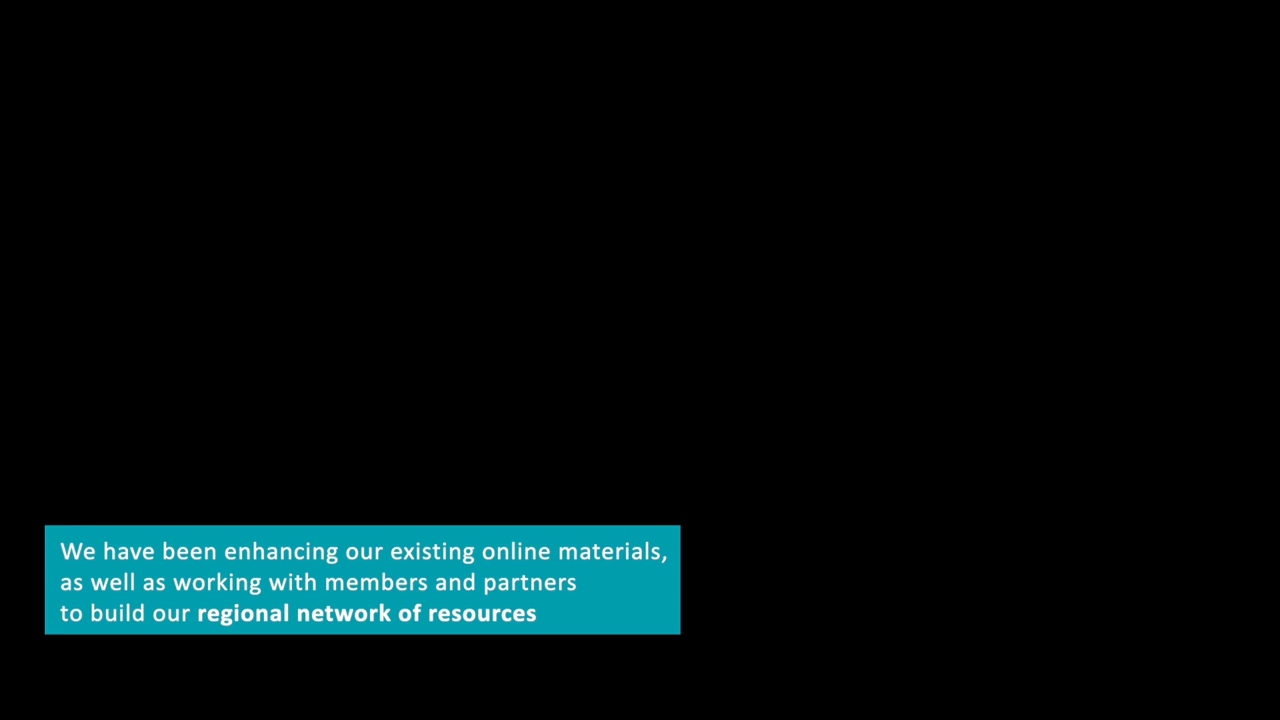 We have been enhancing our existing online materials,
as well as working with members and partners
to build our regional network of resources